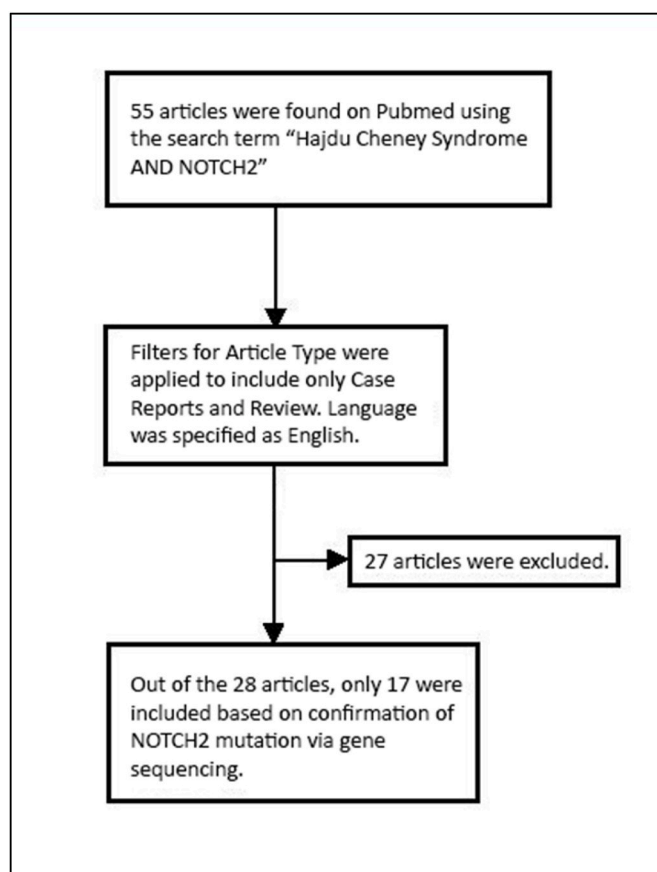 55 articles were found on Pubmed using
the search term “Hajdu Cheney Syndrome
AND NOTCH2”
Filters for Article Type were
applied to include only Case
Reports and Review. Language
was specified as English.
27 articles were excluded.
Out of the 28 articles, only 17 were
included based on confirmation of
NOTCH2 mutation via gene
sequencing.